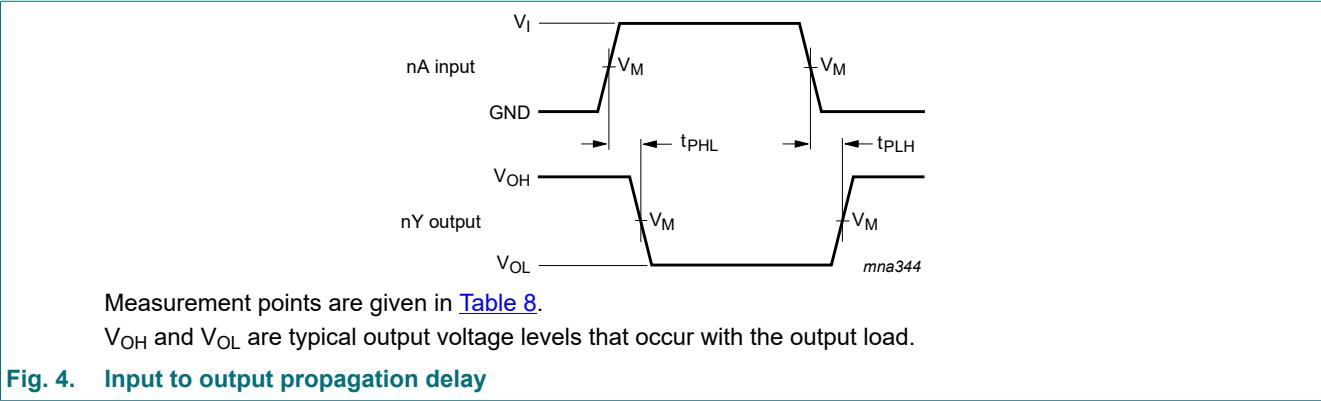 VI
nA input
VM
VM
GND
tPHL
tPLH
VOH
nY output
VM
VM
VOL
mna344
Measurement points are given in Table 8.
VOH and VOL are typical output voltage levels that occur with the output load.
Fig. 4. Input to output propagation delay